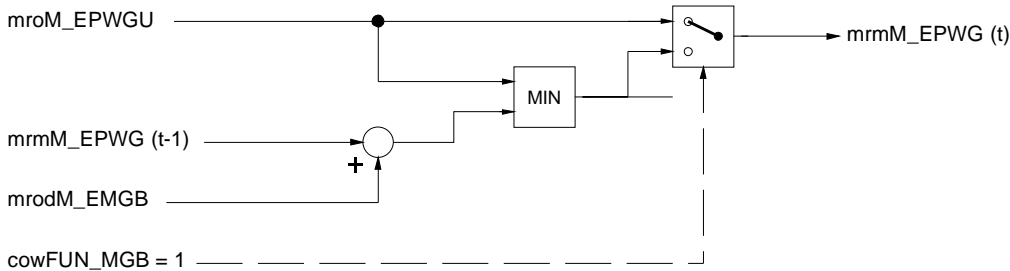 mroM_EPWGU
mrmM_EPWG (t)
MIN
mrmM_EPWG (t-1)
+
mrodM_EMGB
cowFUN_MGB = 1